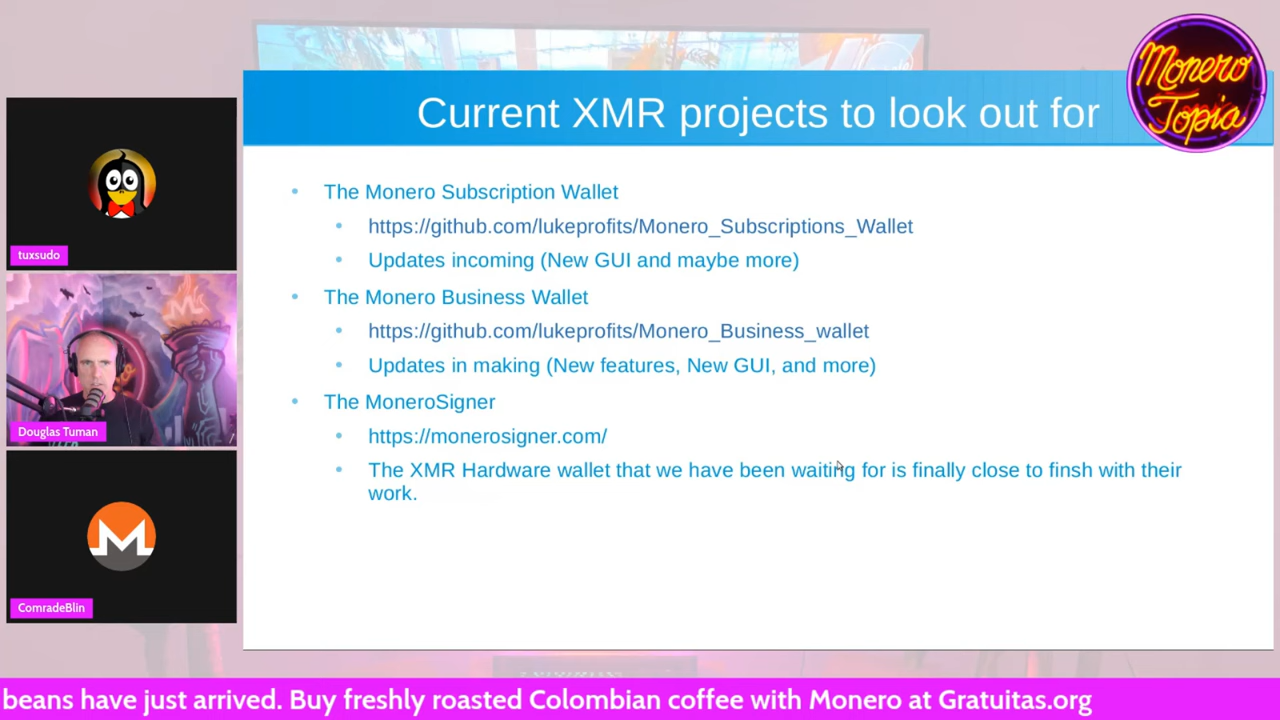 Current XMR projects to look out for
Monero
Topia
• The Monero Subscription Wallet
• https://github.com/lukeprofits/Monero_Subscriptions_Wallet
• Updates incoming (New GUI and maybe more)
• The Monero Business Wallet
• https://github.com/lukeprofits/Monero_Business_wallet
• Updates in making (New features, New GUI, and more)
• The MoneroSigner
• https://monerosigner.com/
• The XMR Hardware wallet that we have been waiting for is finally close to finsh with their
work.
tuxsudo
Douglas Tuman
ComradeBlin
beans have just arrived. Buy freshly roasted Colombian coffee with Monero at Gratuitas.org